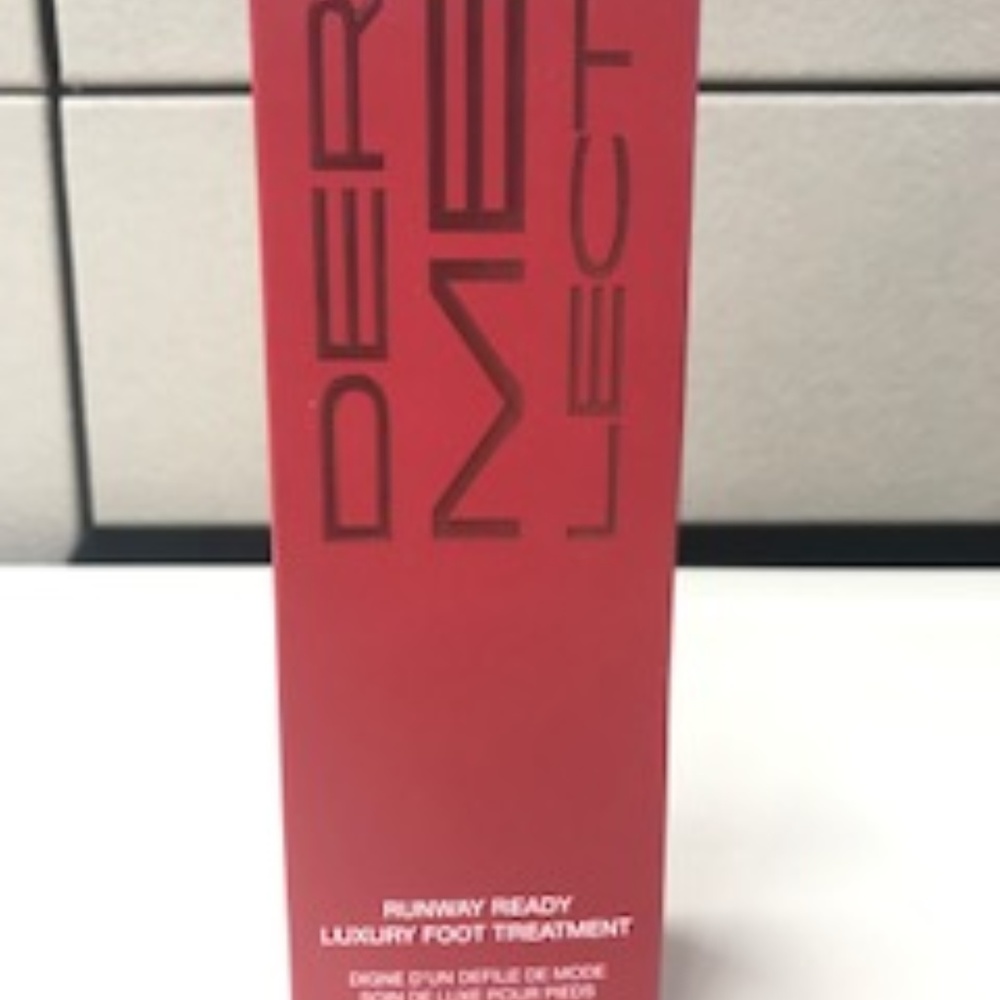 DER
ME
LECT
RUNWAY READY
LUXURY FOOT TREATMENT
DIGNE D'UN DEFILE DE MODE
SOIN DE LUXE POUR PIEDS